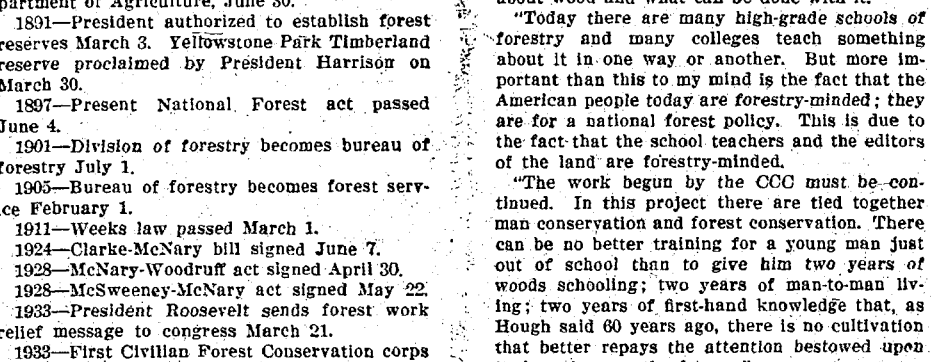 partment of Agriculture, June 30.
1891—President authorized to establish forest
reserves March 3. Yellowstone Park Timberland
reserve proclaimed by President Harrison on
March 30.
1897—Present National Forest act passed
June 4.
1901—Division of forestry becomes bureau of
forestry July 1.
1905—Bureau of forestry becomes forest serv-
ice February 1.
1911—Weeks law passed March 1.
1924—Clarke-McNary bill signed June 7.
1928—McNary-Woodruff act signed April 30.
1928—McSweeney-McNary act signed May 22.
1933—President Roosevelt sends forest work
relief message to congress March 21.
1933—First Civilian Forest Conservation corps
about wood and what can be done with it.
"Today there are many high-grade schools of
forestry and many colleges teach something
about it in one way or another. But more im-
portant than this to my mind is the fact that the
American people today are forestry-minded; they
are for a national forest policy. This is due to
the fact that the school teachers and the editors
of the land are forestry-minded.
"The work begun by the CCC must be con-
tinued. In this project there are tied together
man conservation and forest conservation. There
can be no better training for a young man just
out of school than to give him two years of
woods schooling; two years of man-to-man liv-
ing; two years of first-hand knowledge that, as
Hough said 60 years ago, there is no cultivation
that better repays the attention bestowed upon